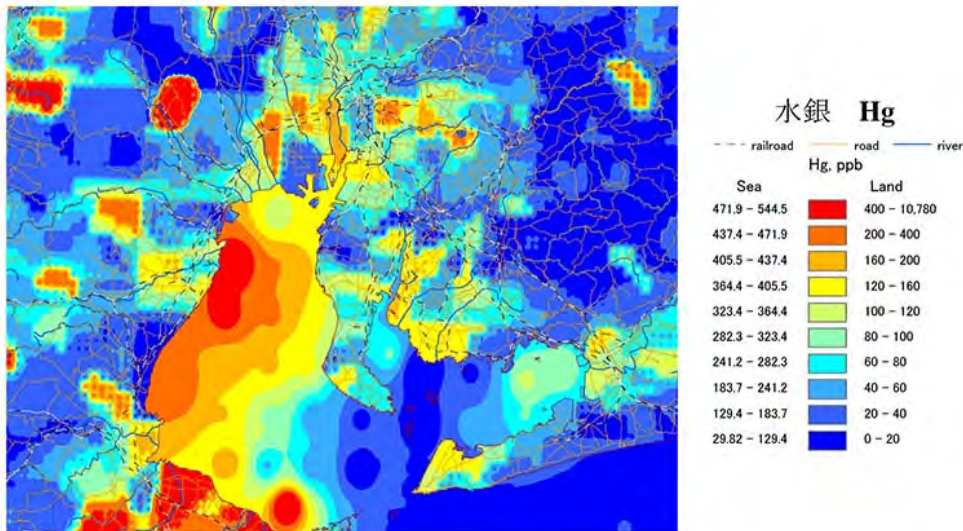 水銀 Hg
railroad road river
Hg, ppb
Sea Land
471.9 – 544.5 400 – 10,780
437.4 – 471.9 200 – 400
405.5 – 437.4 160 – 200
364.4 – 405.5 120 – 160
323.4 – 364.4 100 – 120
282.3 – 323.4 80 – 100
241.2 – 282.3 60 – 80
183.7 – 241.2 40 – 60
129.4 – 183.7 20 – 40
29.82 – 129.4 0 – 20